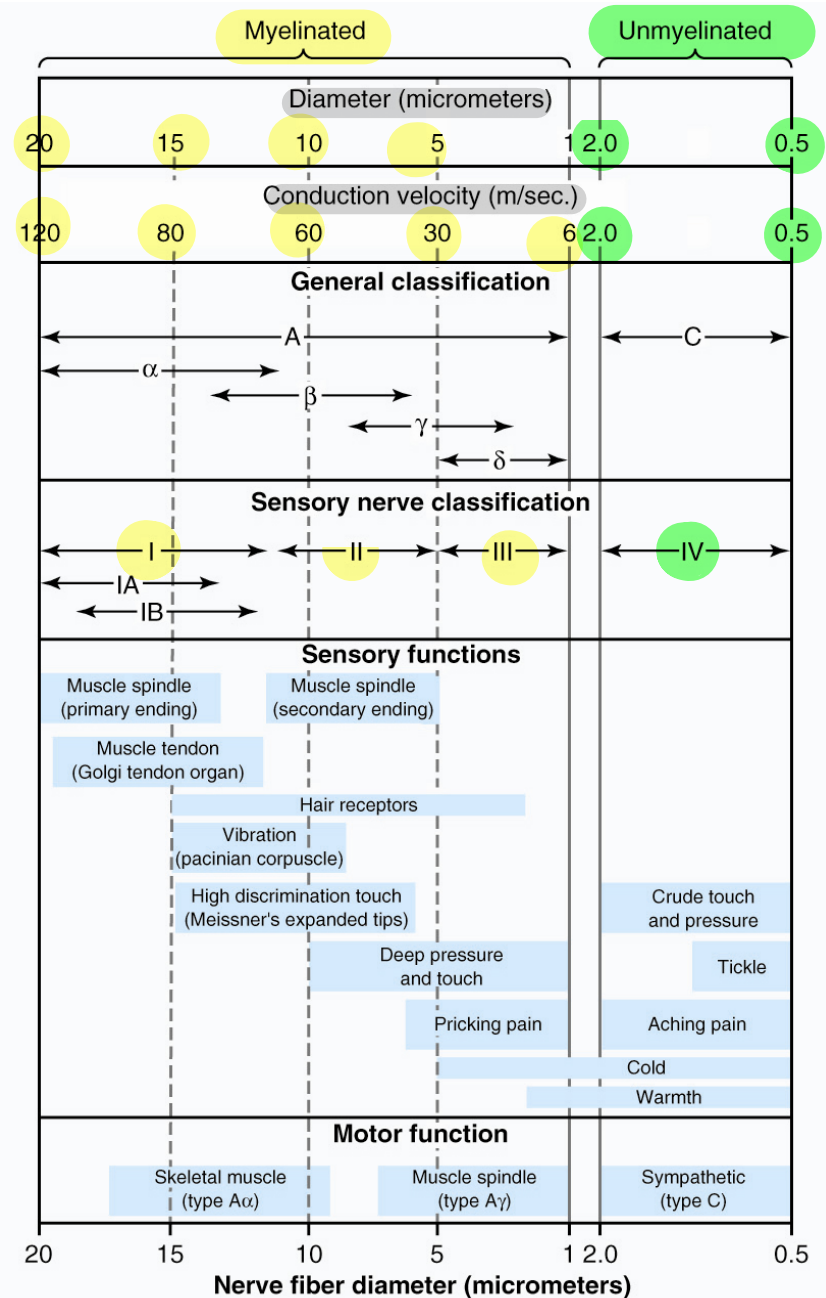 Myelinated Unmyelinated
Diameter (micrometers)
20 15 10 5 1 2.0 0.5
Conduction velocity (m/sec.)
120 80 60 30 6 2.0 0.5
General classification
A C
α
β
γ
δ
Sensory nerve classification
I II III IV
IA
IB
Sensory functions
Muscle spindle
(primary ending)
Muscle spindle
(secondary ending)
Muscle tendon
(Golgi tendon organ)
Hair receptors
Vibration
(pacinian corpuscle)
High discrimination touch
(Meissner's expanded tips)
Crude touch
and pressure
Deep pressure
and touch
Tickle
Pricking pain
Aching pain
Cold
Warmth
Motor function
Skeletal muscle
(type Aα)
Muscle spindle
(type Aγ)
Sympathetic
(type C)
20 15 10 5 1 2.0 0.5
Nerve fiber diameter (micrometers)